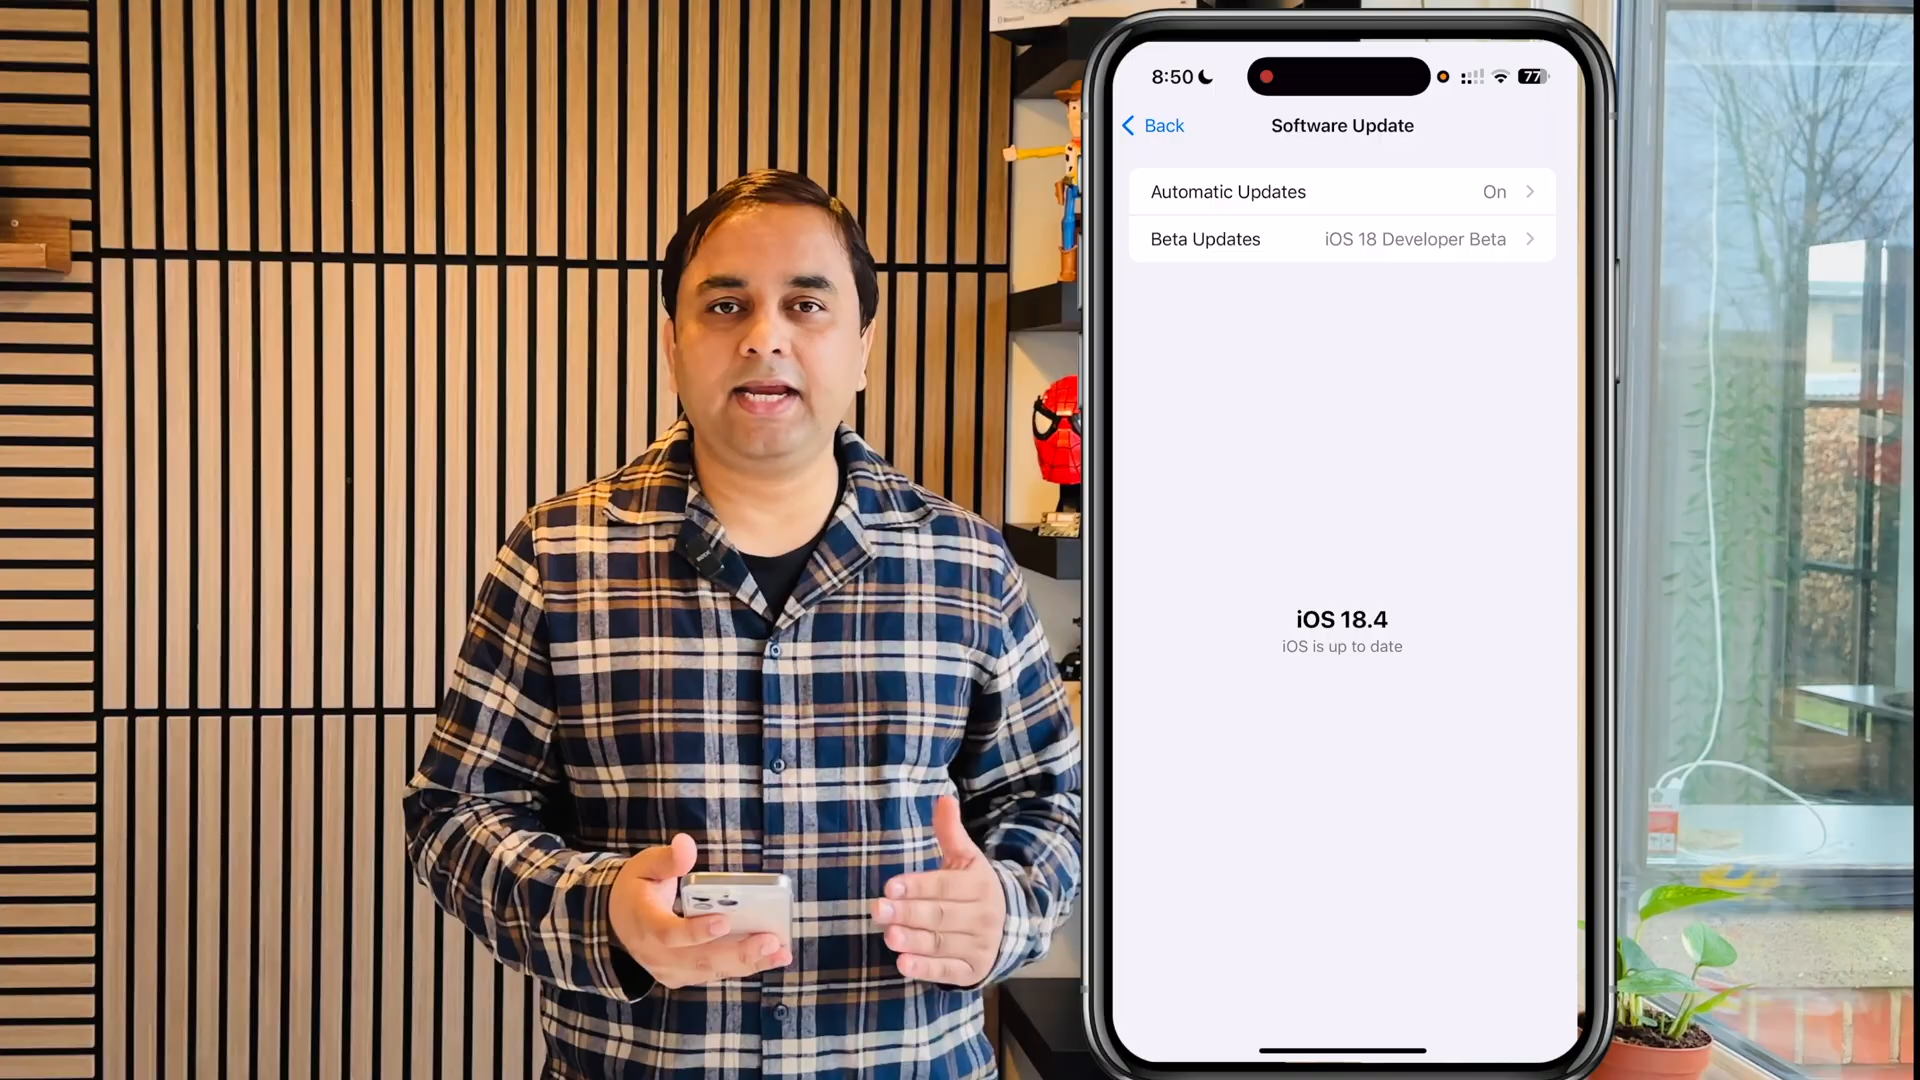 8:50
77
Back
Software Update
Automatic Updates On
Beta Updates iOS 18 Developer Beta
iOS 18.4
iOS is up to date